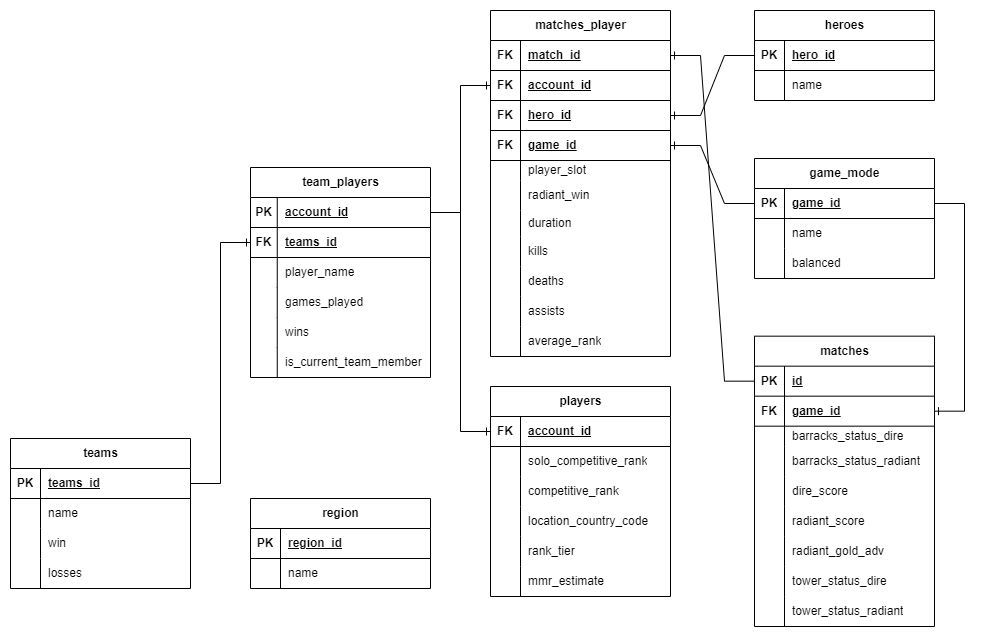 matches_player
FK match_id
FK account_id
FK hero_id
FK game_id
player_slot
radiant_win
duration
kills
deaths
assists
average_rank
heroes
PK hero_id
name
team_players
PK account_id
FK teams_id
player_name
games_played
wins
is_current_team_member
game_mode
PK game_id
name
balanced
matches
PK id
FK game_id
barracks_status_dire
barracks_status_radiant
dire_score
radiant_score
radiant_gold_adv
tower_status_dire
tower_status_radiant
players
FK account_id
solo_competitive_rank
competitive_rank
location_country_code
rank_tier
mmr_estimate
teams
PK teams_id
name
win
losses
region
PK region_id
name